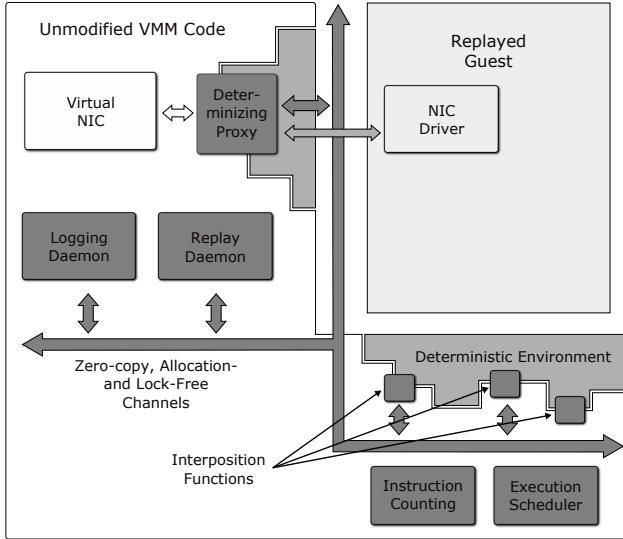 Unmodified VMM Code
Replayed
Guest
Virtual
NIC
Deter-
minizing
Proxy
NIC
Driver
Logging
Daemon
Replay
Daemon
Zero-copy, Allocation-
and Lock-Free
Channels
Deterministic Environment
Interposition
Functions
Instruction
Counting
Execution
Scheduler